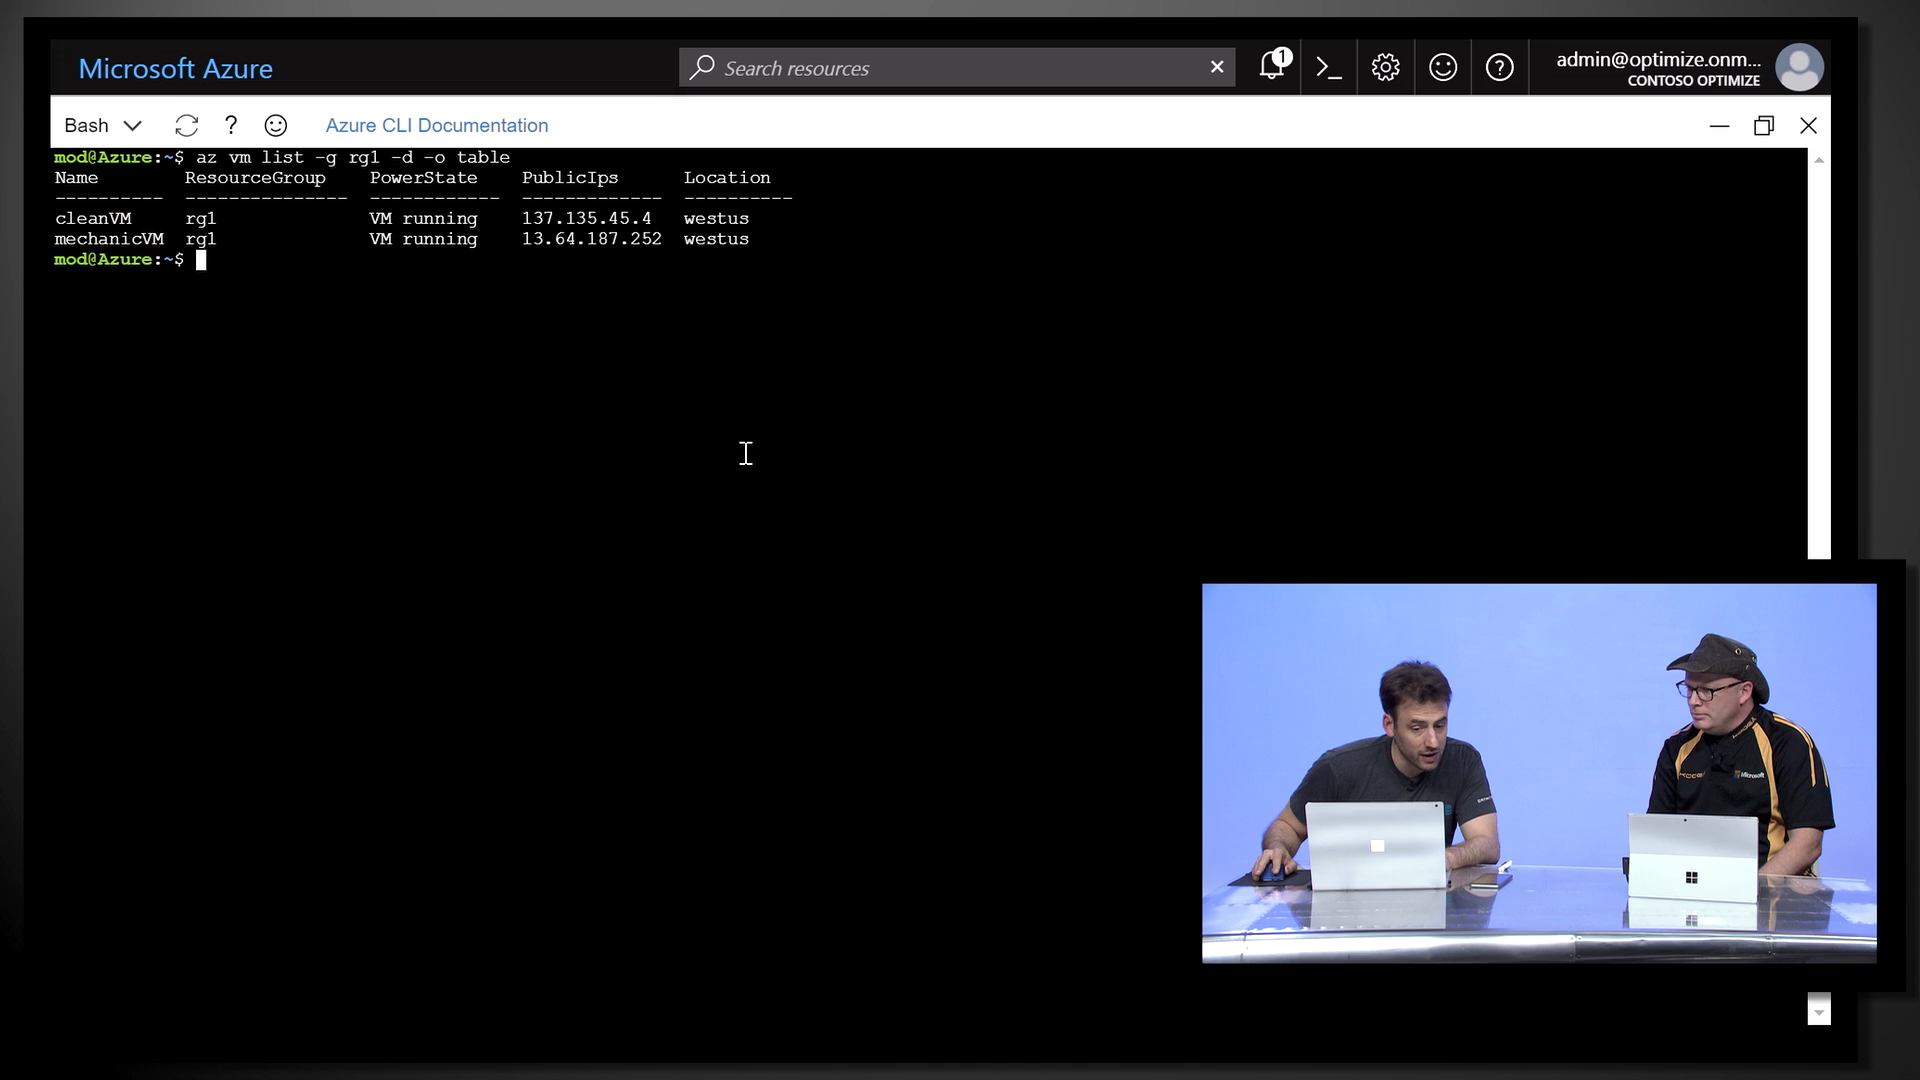 Microsoft Azure
Search resources
1
admin@optimize.onm...
CONTOSO OPTIMIZE
Bash
Azure CLI Documentation
mod@Azure:~$ az vm list -g rg1 -d -o table
Name ResourceGroup PowerState PublicIps Location
---------- --------------- ------------ ------------- ----------
cleanVM rg1 VM running 137.135.45.4 westus
mechanicVM rg1 VM running 13.64.187.252 westus
mod@Azure:~$
Microsoft